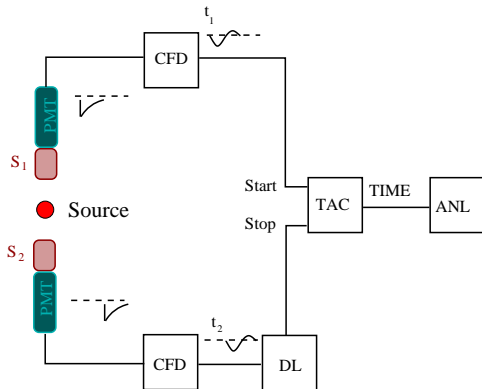 t₁
CFD
PMT
S₁
Source
Start
TAC
TIME
ANL
Stop
S₂
PMT
t₂
CFD
DL